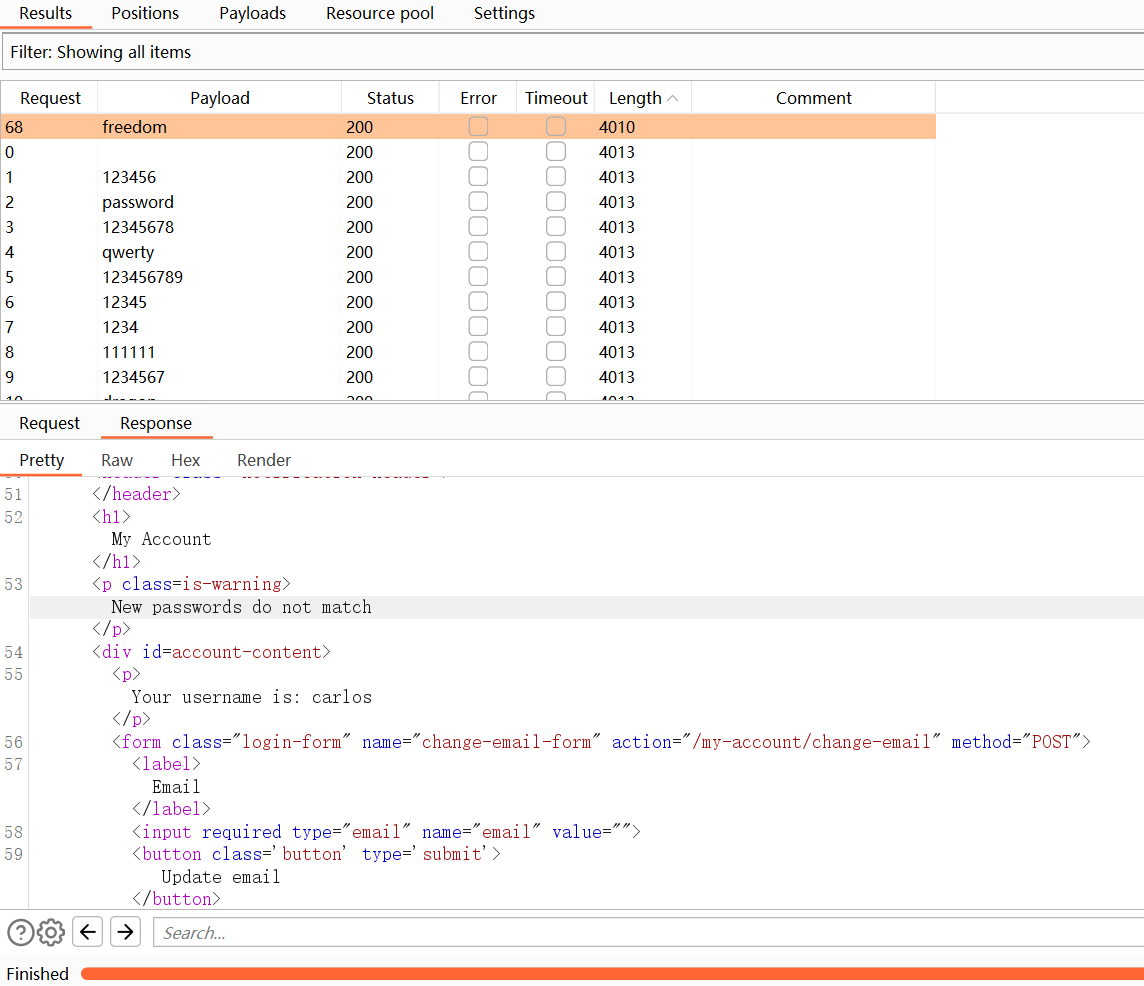 Results Positions Payloads Resource pool Settings
Filter: Showing all items
Request Payload Status Error Timeout Length Comment
68 freedom 200 4010
0 200 4013
1 123456 200 4013
2 password 200 4013
3 12345678 200 4013
4 qwerty 200 4013
5 123456789 200 4013
6 12345 200 4013
7 1234 200 4013
8 111111 200 4013
9 1234567 200 4013
10 dragon 200 4013
Request Response
Pretty Raw Hex Render
51 </header>
52 <h1>
My Account
</h1>
53 <p class=is-warning>
New passwords do not match
</p>
54 <div id=account-content>
55 <p>
Your username is: carlos
</p>
56 <form class="login-form" name="change-email-form" action="/my-account/change-email" method="POST">
57 <label>
Email
</label>
58 <input required type="email" name="email" value="">
59 <button class='button' type='submit'>
Update email
</button>
Search...
Finished